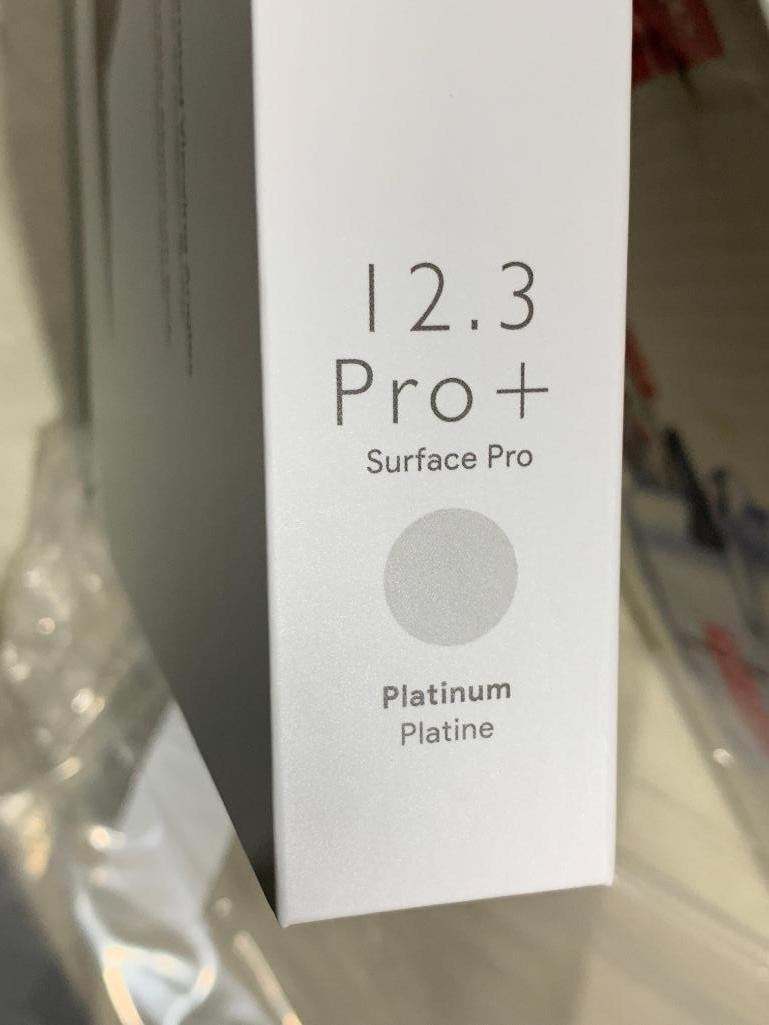 12.3
Pro+
Surface Pro
Platinum
Platine